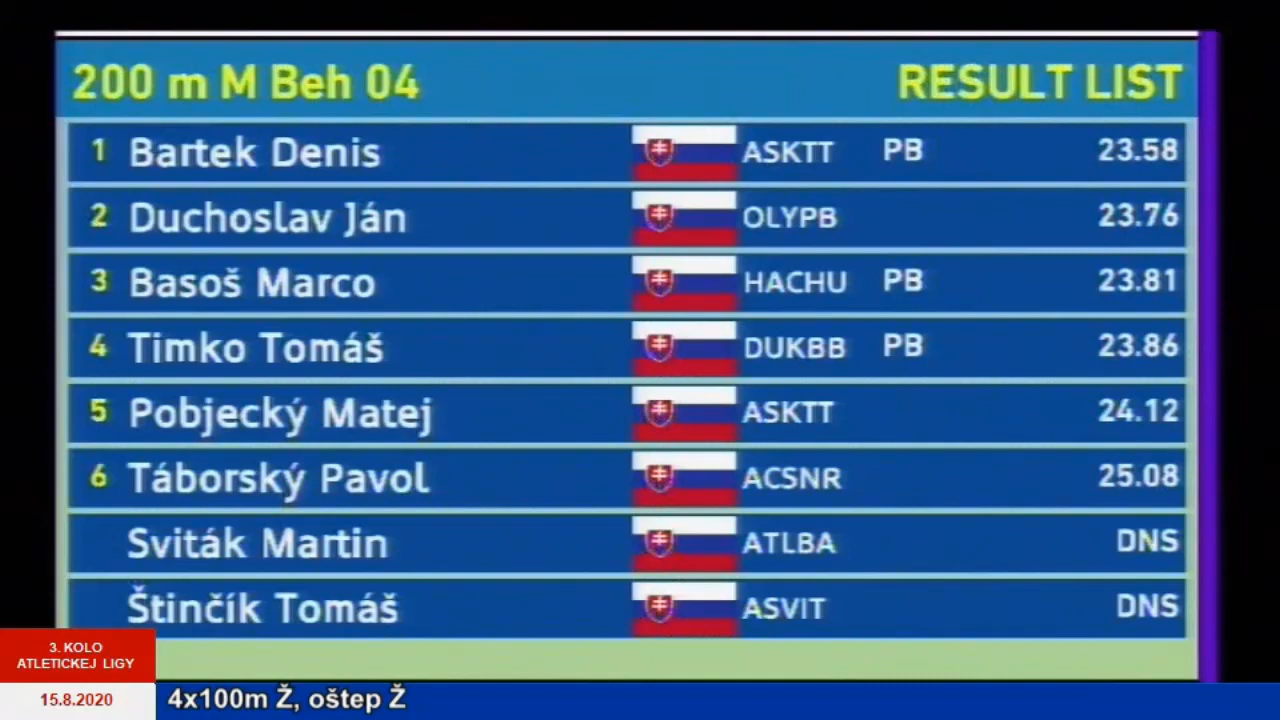 200 m M Beh 04 RESULT LIST
1 Bartek Denis ASKTT PB 23.58
2 Duchoslav Ján OLYPB 23.76
3 Basoš Marco HACHU PB 23.81
4 Timko Tomáš DUKBB PB 23.86
5 Pobjecký Matej ASKTT 24.12
6 Táborský Pavol ACSNR 25.08
Sviták Martin ATLBA DNS
Štinčík Tomáš ASVIT DNS
3. KOLO
ATLETICKEJ LIGY
15.8.2020
4x100m Ž, oštep Ž